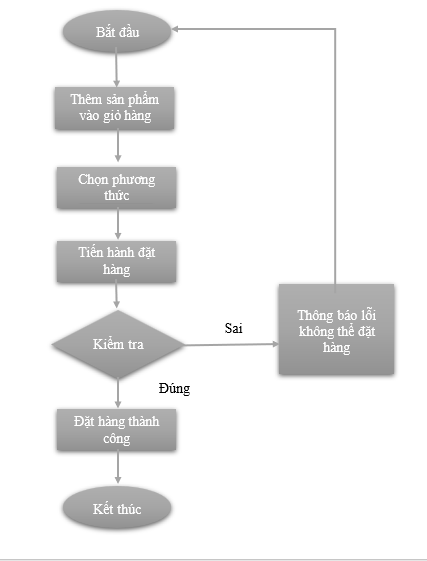 Bắt đầu
Thêm sản phẩm
vào giỏ hàng
Chọn phương
thức
Tiến hành đặt
hàng
Kiểm tra
Sai
Thông báo lỗi
không thể đặt
hàng
Đúng
Đặt hàng thành
công
Kết thúc